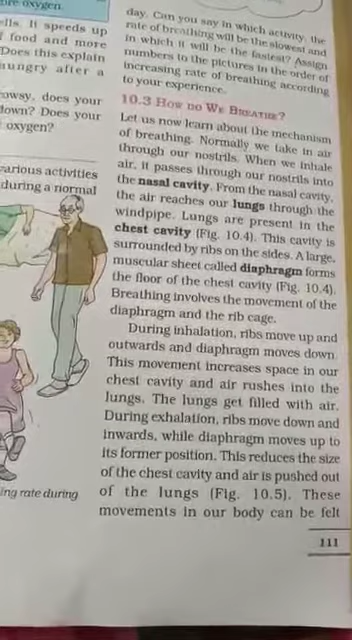 ore oxygen.
ells. It speeds up
food and more
Does this explain
hungry after a
owsy, does your
down? Does your
oxygen?
various activities
during a normal
ing rate during
day. Can you say in which activity, the
rate of breathing will be the slowest and
in which it will be the fastest? Assign
numbers to the pictures in the order of
increasing rate of breathing according
to your experience.
10.3 HOW DO WE BREATHE?
Let us now learn about the mechanism
of breathing. Normally we take in air
through our nostrils. When we inhale
air, it passes through our nostrils into
the nasal cavity. From the nasal cavity,
the air reaches our lungs through the
windpipe. Lungs are present in the
chest cavity (Fig. 10.4). This cavity is
surrounded by ribs on the sides. A large,
muscular sheet called diaphragm forms
the floor of the chest cavity (Fig. 10.4).
Breathing involves the movement of the
diaphragm and the rib cage.
During inhalation, ribs move up and
outwards and diaphragm moves down.
This movement increases space in our
chest cavity and air rushes into the
lungs. The lungs get filled with air.
During exhalation, ribs move down and
inwards, while diaphragm moves up to
its former position. This reduces the size
of the chest cavity and air is pushed out
of the lungs (Fig. 10.5). These
movements in our body can be felt
111